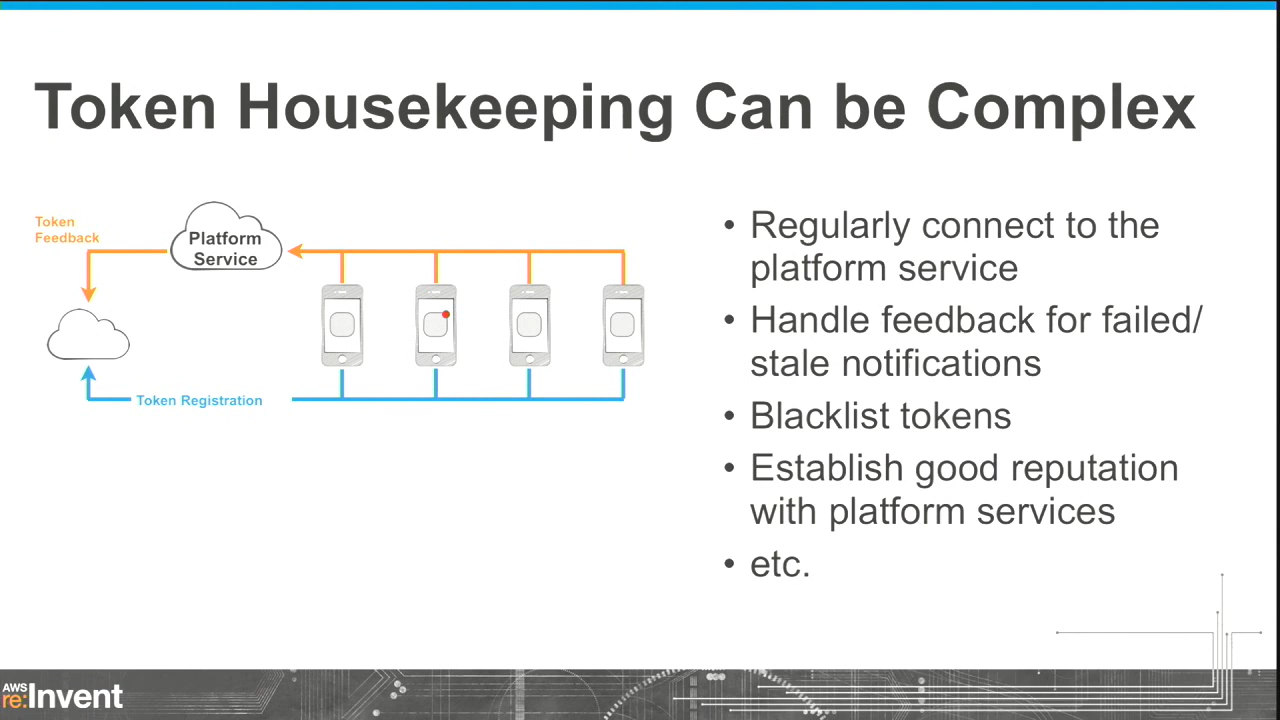 Token Housekeeping Can be Complex
Token
Feedback
Platform
Service
Token Registration
• Regularly connect to the
platform service
• Handle feedback for failed/
stale notifications
• Blacklist tokens
• Establish good reputation
with platform services
• etc.
AWS
re:Invent